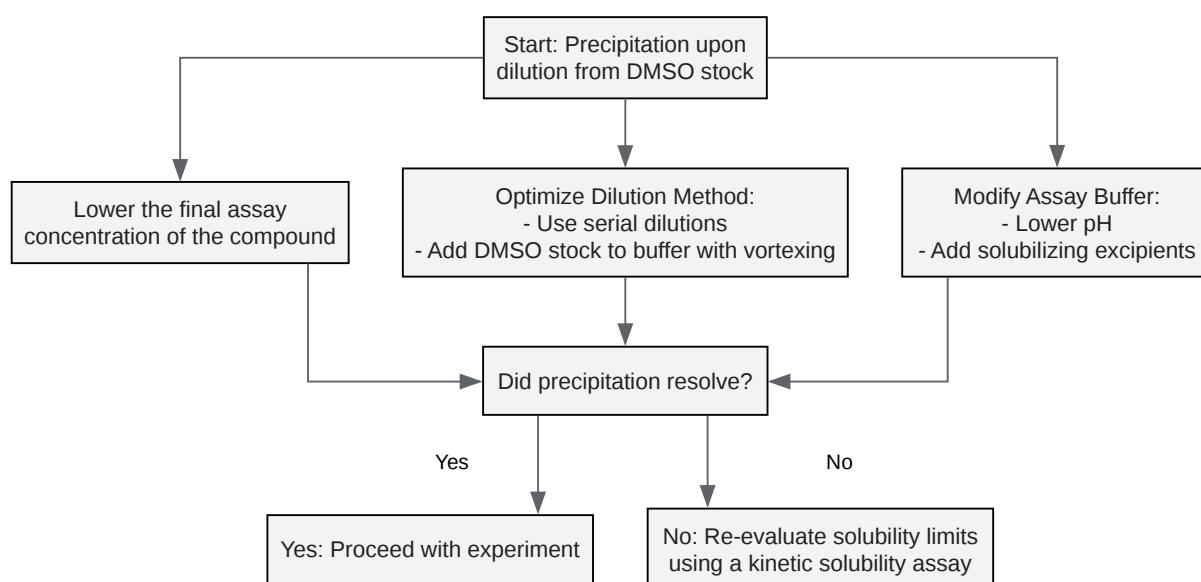 Start: Precipitation upon
dilution from DMSO stock
Lower the final assay
concentration of the compound
Optimize Dilution Method:
- Use serial dilutions
- Add DMSO stock to buffer with vortexing
Modify Assay Buffer:
- Lower pH
- Add solubilizing excipients
Did precipitation resolve?
Yes
No
Yes: Proceed with experiment
No: Re-evaluate solubility limits
using a kinetic solubility assay